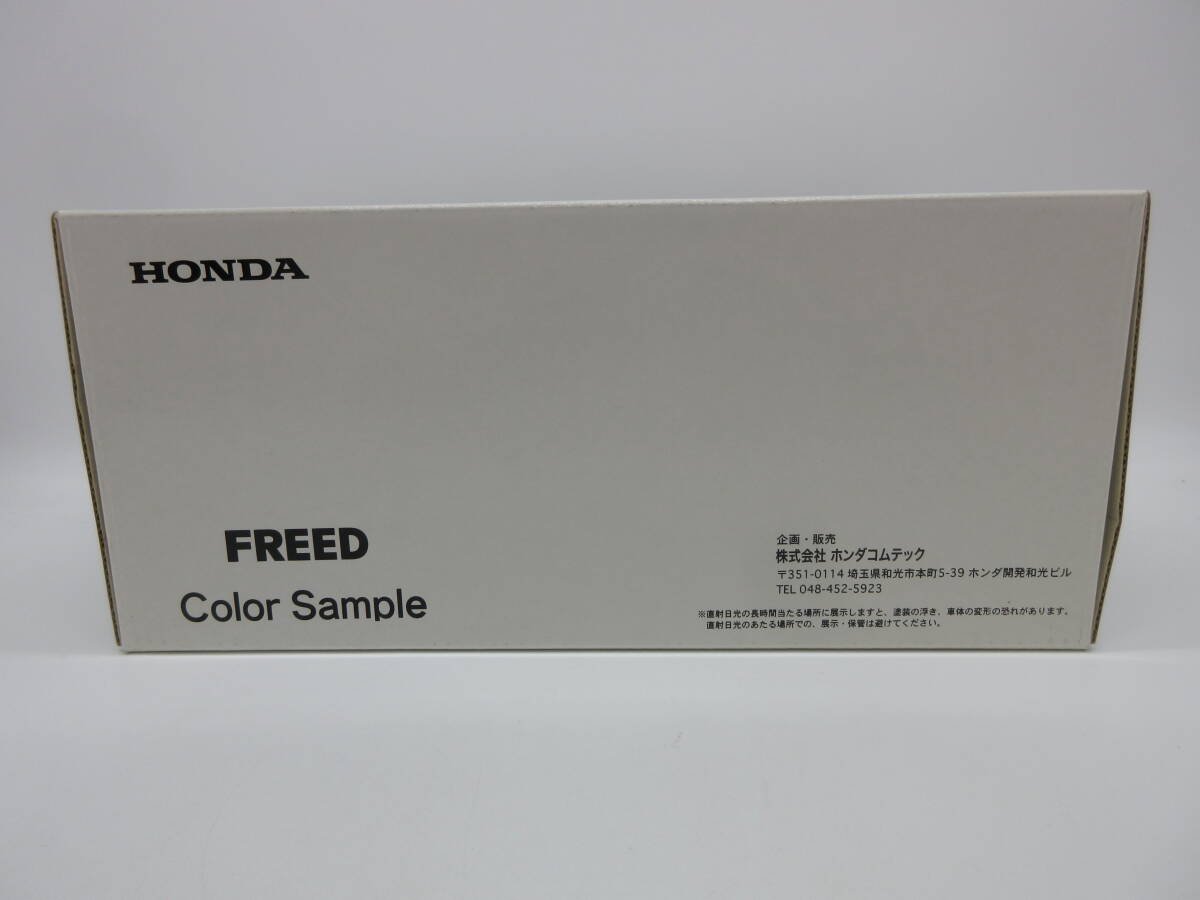 HONDA
FREED
Color Sample
企画・販売
株式会社 ホンダコムテック
〒351-0114 埼玉県和光市本町5-39 ホンダ開発和光ビル
TEL 048-452-5923
※直射日光の長時間当たる場所に展示しますと、塗装の浮き、車体の変形の恐れがあります。
直射日光のあたる場所での、展示・保管は避けてください。